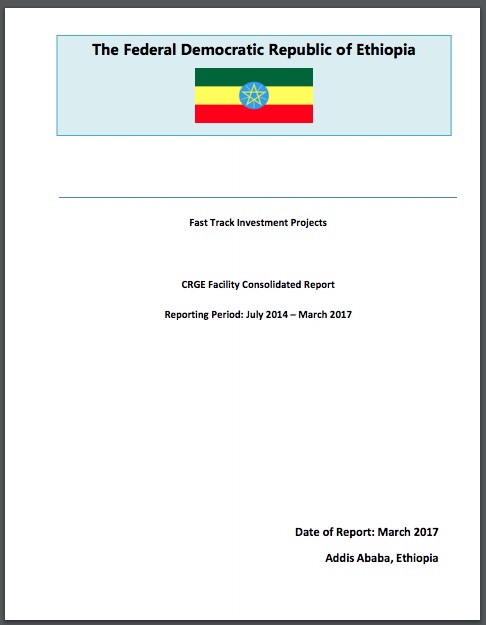 The Federal Democratic Republic of Ethiopia
Fast Track Investment Projects
CRGE Facility Consolidated Report
Reporting Period: July 2014 – March 2017
Date of Report: March 2017
Addis Ababa, Ethiopia